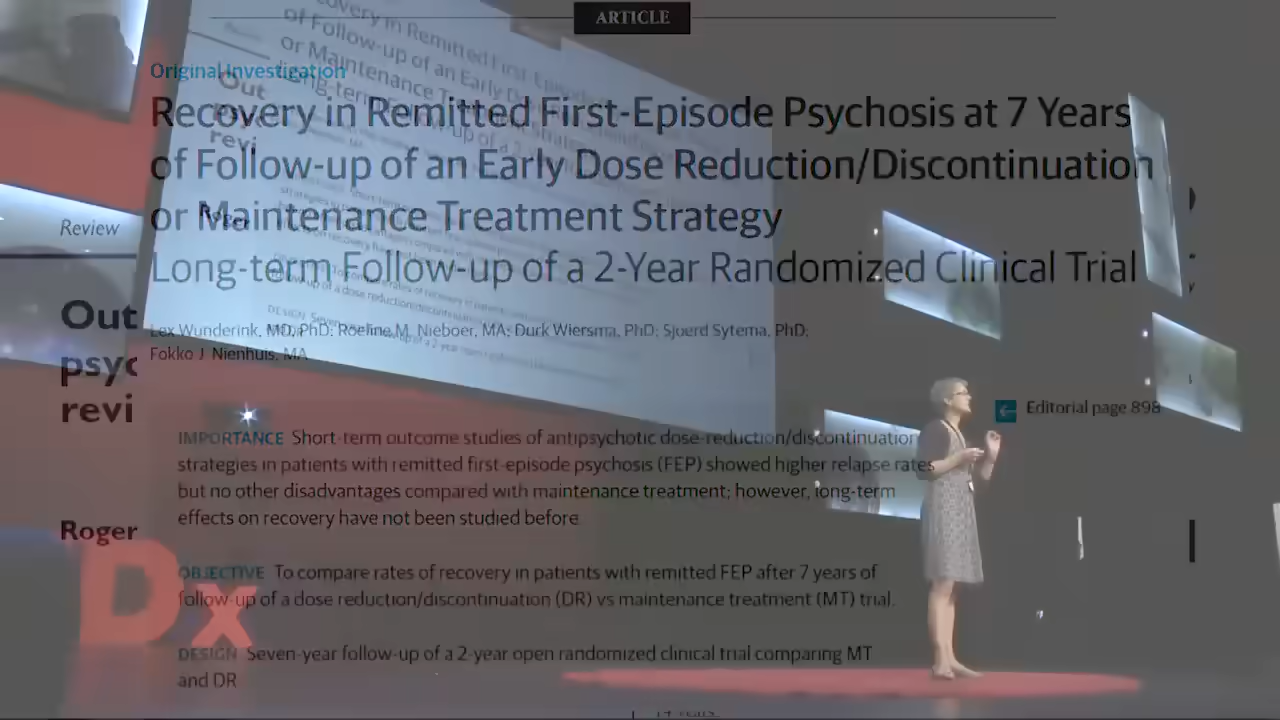 ARTICLE
Original Investigation
Recovery in Remitted First-Episode Psychosis at 7 Years
of Follow-up of an Early Dose Reduction/Discontinuation
or Maintenance Treatment Strategy
Long-term Follow-up of a 2-Year Randomized Clinical Trial
Lex Wunderink, MD, PhD; Roeline M. Nieboer, MA; Durk Wiersma, PhD; Sjoerd Sytema, PhD;
Fokko J. Nienhuis, MA
Editorial page 898
IMPORTANCE Short-term outcome studies of antipsychotic dose-reduction/discontinuation
strategies in patients with remitted first-episode psychosis (FEP) showed higher relapse rates
but no other disadvantages compared with maintenance treatment; however, long-term
effects on recovery have not been studied before
OBJECTIVE To compare rates of recovery in patients with remitted FEP after 7 years of
follow-up of a dose reduction/discontinuation (DR) vs maintenance treatment (MT) trial.
DESIGN Seven-year follow-up of a 2-year open randomized clinical trial comparing MT
and DR
Review
Out
psyc
revi
Roger
Out
revi
Roger
Dx